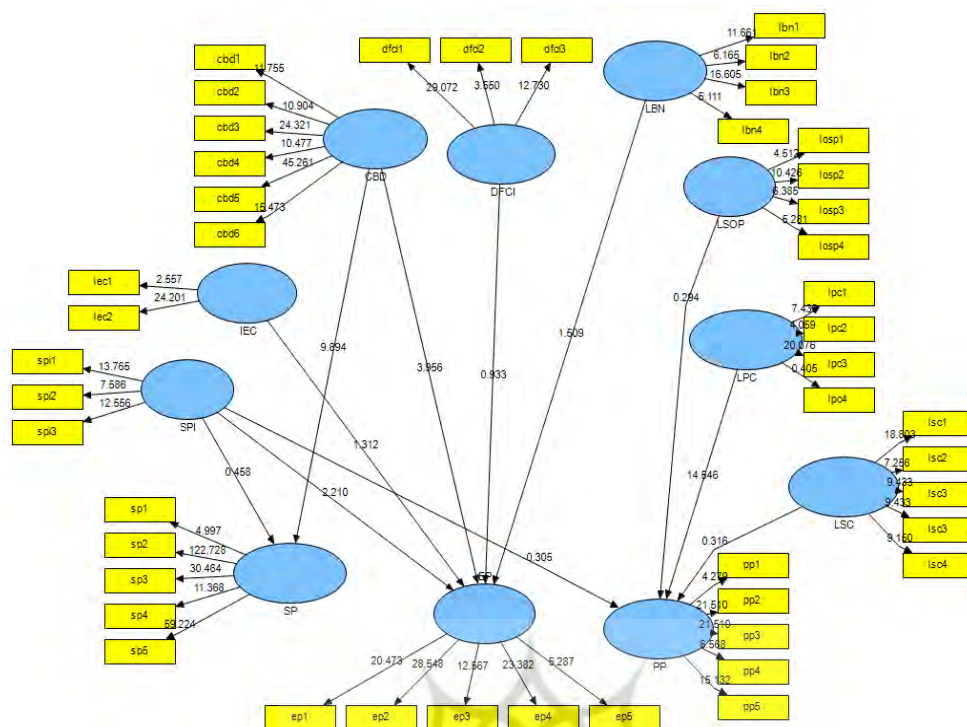 cbd1
cbd2
cbd3
cbd4
cbd5
cbd6
11.755
10.904
24.321
10.477
45.261
15.473
CBD
dfci1
dfci2
dfci3
29.072
3.550
12.730
DFCI
lbn1
lbn2
lbn3
lbn4
11.661
6.165
16.605
5.111
LBN
losp1
losp2
losp3
losp4
4.512
10.426
6.385
5.281
LSOP
Iec1
Iec2
2.557
24.201
IEC
9.894
3.956
0.933
1.509
0.294
lpc1
lpc2
lpc3
lpo4
7.439
4.059
20.076
0.405
LPC
spi1
spi2
spi3
13.765
7.586
12.556
SPI
0.458
2.210
1.312
0.305
14.546
0.316
lsc1
lsc2
lsc3
lsc3
lsc4
18.803
7.256
9.433
9.433
9.150
LSC
sp1
sp2
sp3
sp4
sp5
4.997
122.728
30.464
11.368
59.224
SP
20.473
28.548
12.567
23.382
5.287
ep1
ep2
ep3
ep4
ep5
pp1
pp2
pp3
pp4
pp5
4.279
21.510
21.510
6.568
15.132
PP